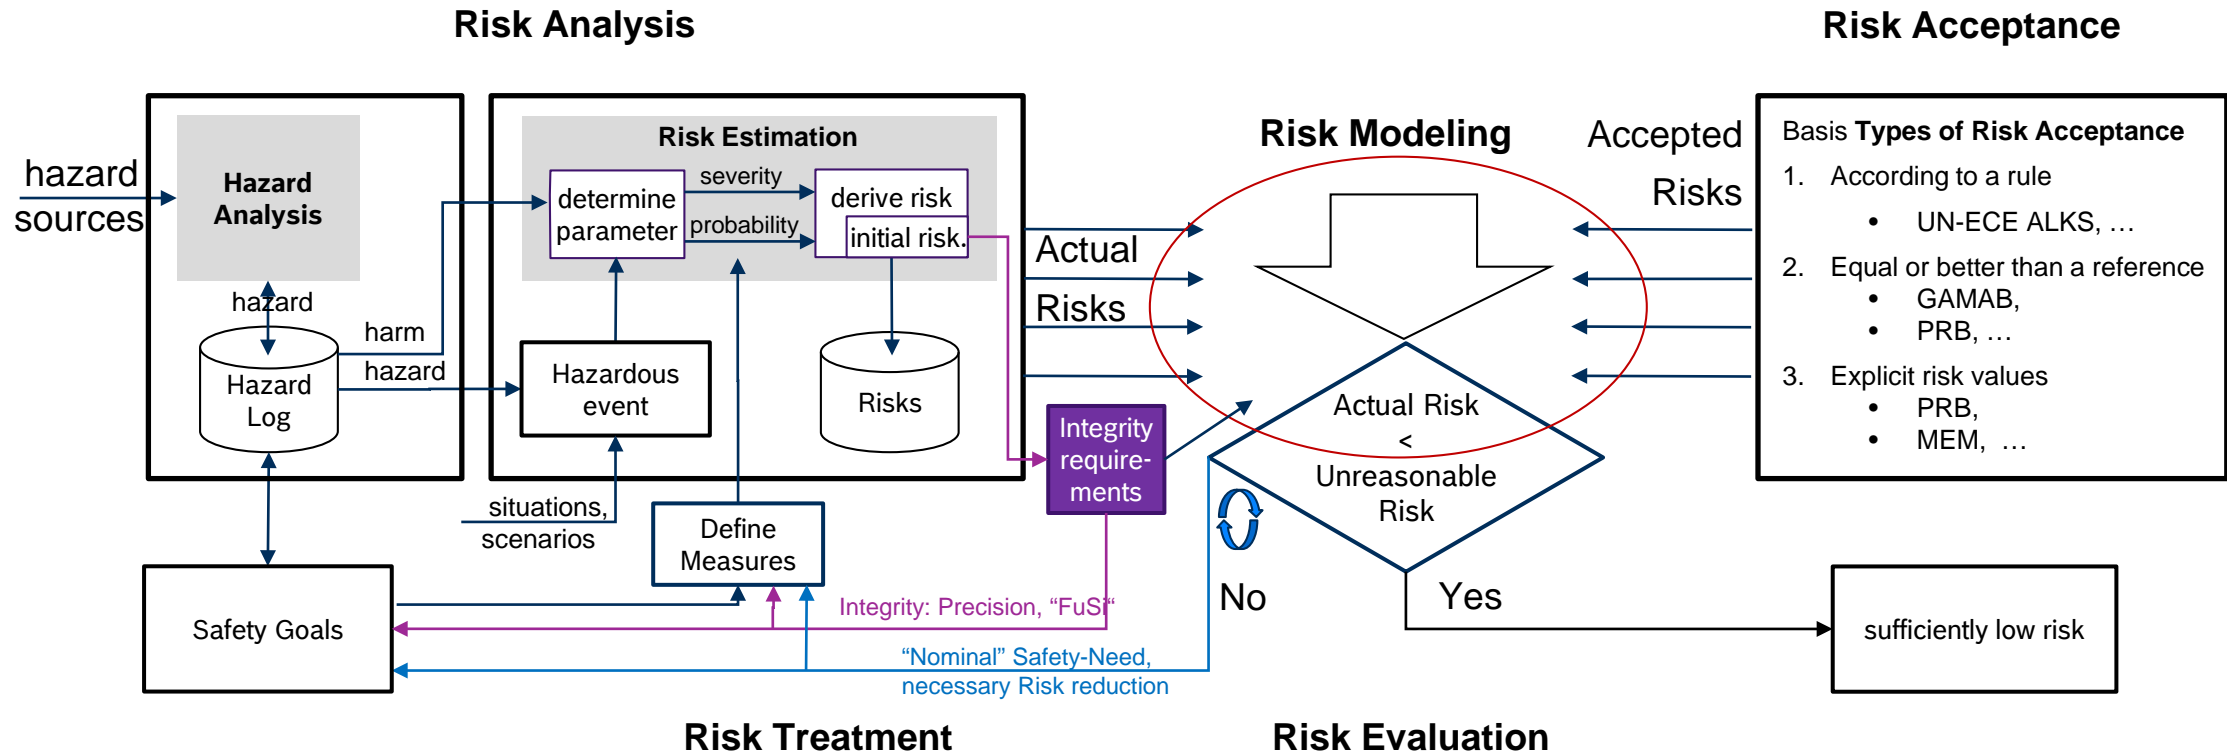 Risk Analysis
Risk Acceptance
hazard
sources
Hazard
Analysis
hazard
Hazard
Log
harm
hazard
Risk Estimation
determine
parameter
severity
probability
derive risk
initial risk.
Hazardous
event
Risks
situations,
scenarios
Define
Measures
Safety Goals
Actual
Risks
Risk Modeling
Accepted
Risks
Basis Types of Risk Acceptance
1. According to a rule
• UN-ECE ALKS, …
2. Equal or better than a reference
• GAMAB,
• PRB, …
3. Explicit risk values
• PRB,
• MEM, …
Integrity
require-
ments
Actual Risk
<
Unreasonable
Risk
No
Yes
Integrity: Precision, “FuSi“
“Nominal” Safety-Need,
necessary Risk reduction
sufficiently low risk
Risk Treatment
Risk Evaluation